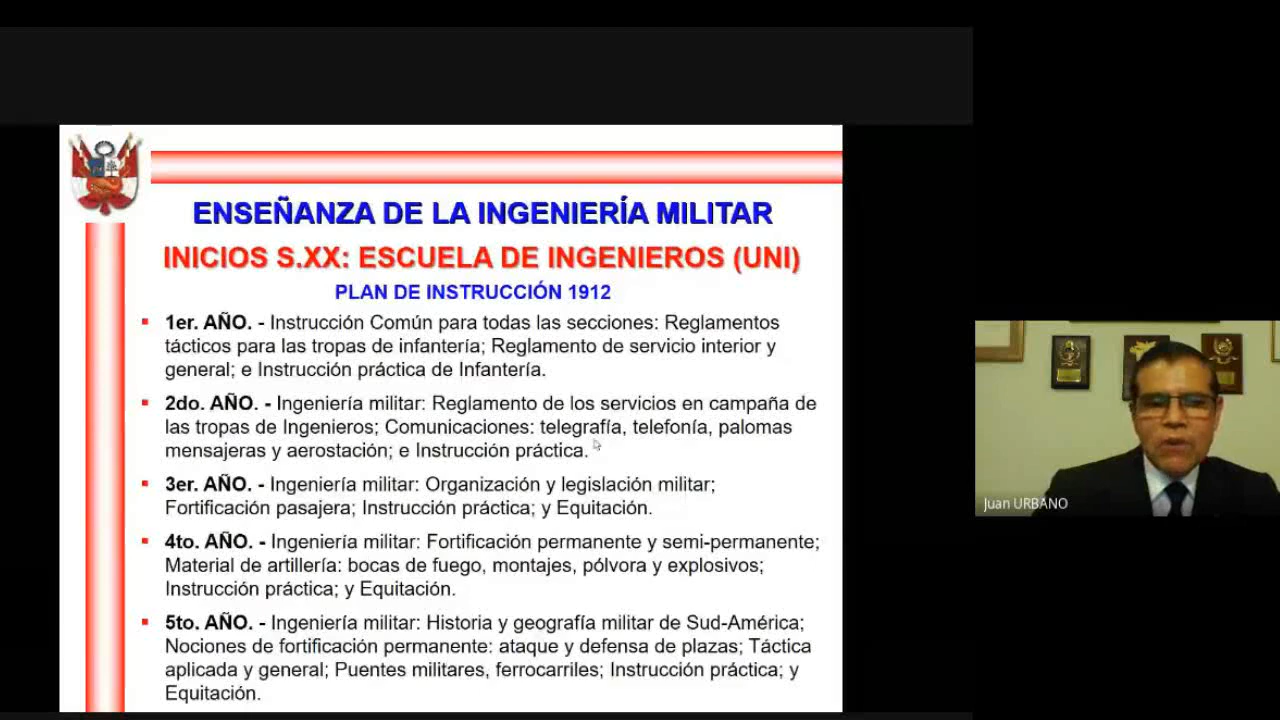 ENSEÑANZA DE LA INGENIERÍA MILITAR
INICIOS S.XX: ESCUELA DE INGENIEROS (UNI)
PLAN DE INSTRUCCIÓN 1912
1er. AÑO. - Instrucción Común para todas las secciones: Reglamentos
tácticos para las tropas de infantería; Reglamento de servicio interior y
general; e Instrucción práctica de Infantería.
2do. AÑO. - Ingeniería militar: Reglamento de los servicios en campaña de
las tropas de Ingenieros; Comunicaciones: telegrafía, telefonía, palomas
mensajeras y aerostación; e Instrucción práctica.
3er. AÑO. - Ingeniería militar: Organización y legislación militar;
Fortificación pasajera; Instrucción práctica; y Equitación.
4to. AÑO. - Ingeniería militar: Fortificación permanente y semi-permanente;
Material de artillería: bocas de fuego, montajes, pólvora y explosivos;
Instrucción práctica; y Equitación.
5to. AÑO. - Ingeniería militar: Historia y geografía militar de Sud-América;
Nociones de fortificación permanente: ataque y defensa de plazas; Táctica
aplicada y general; Puentes militares, ferrocarriles; Instrucción práctica; y
Equitación.
Juan URBANO